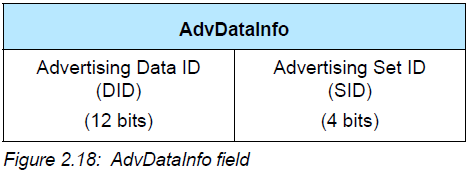 AdvDataInfo
Advertising Data ID
(DID)
(12 bits)
Advertising Set ID
(SID)
(4 bits)
Figure 2.18: AdvDataInfo field